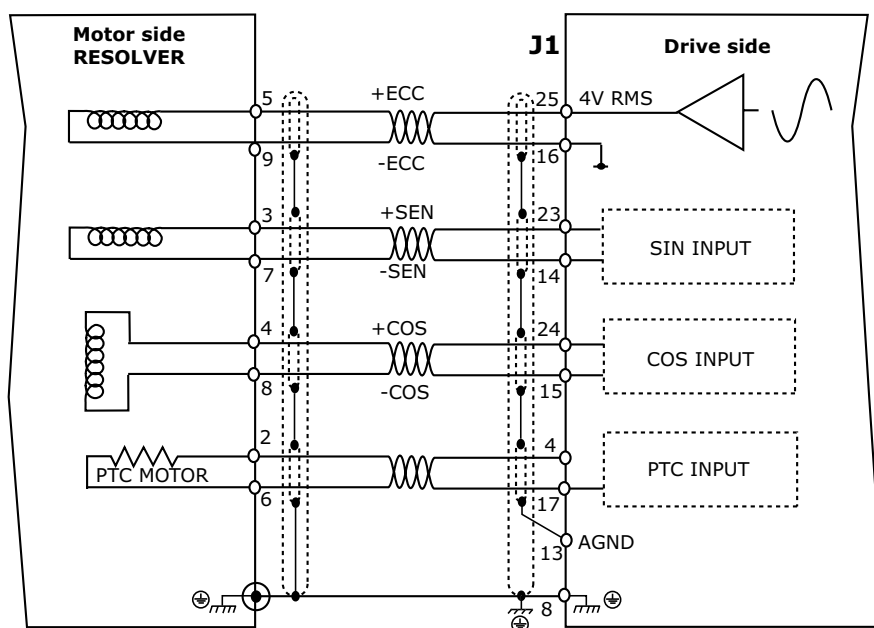 Motor side
RESOLVER
J1
Drive side
5
+ECC
25
4V RMS
9
-ECC
16
3
+SEN
23
SIN INPUT
7
-SEN
14
4
+COS
24
COS INPUT
8
-COS
15
2
4
PTC MOTOR
PTC INPUT
6
17
13
AGND
8